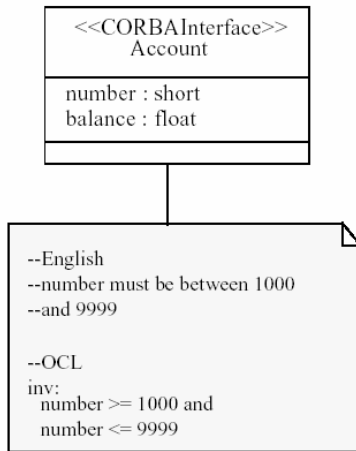 <<CORBAInterface>>
Account
number : short
balance : float
--English
--number must be between 1000
--and 9999
--OCL
inv:
number >= 1000 and
number <= 9999